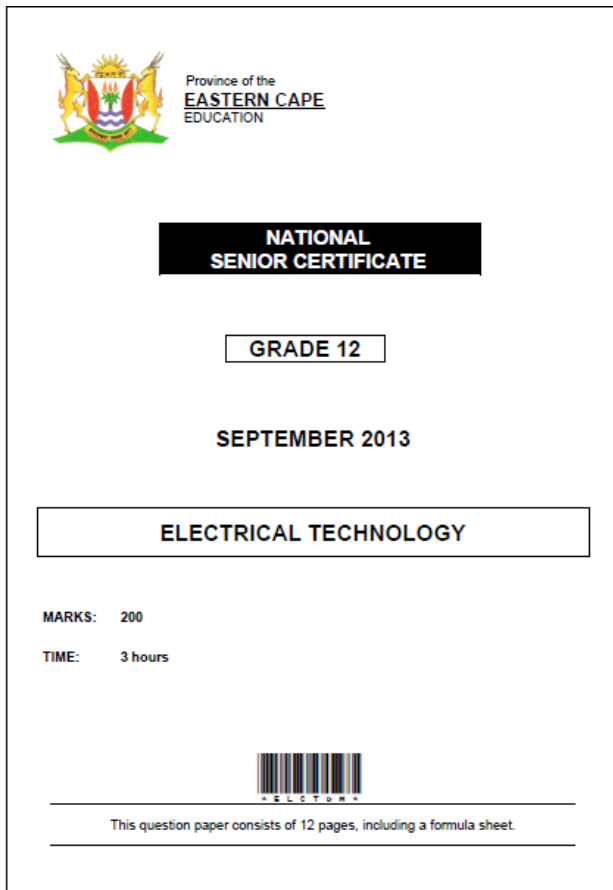 Province of the
EASTERN CAPE
EDUCATION
NATIONAL
SENIOR CERTIFICATE
GRADE 12
SEPTEMBER 2013
ELECTRICAL TECHNOLOGY
MARKS: 200
TIME: 3 hours
* E L C T D M *
This question paper consists of 12 pages, including a formula sheet.